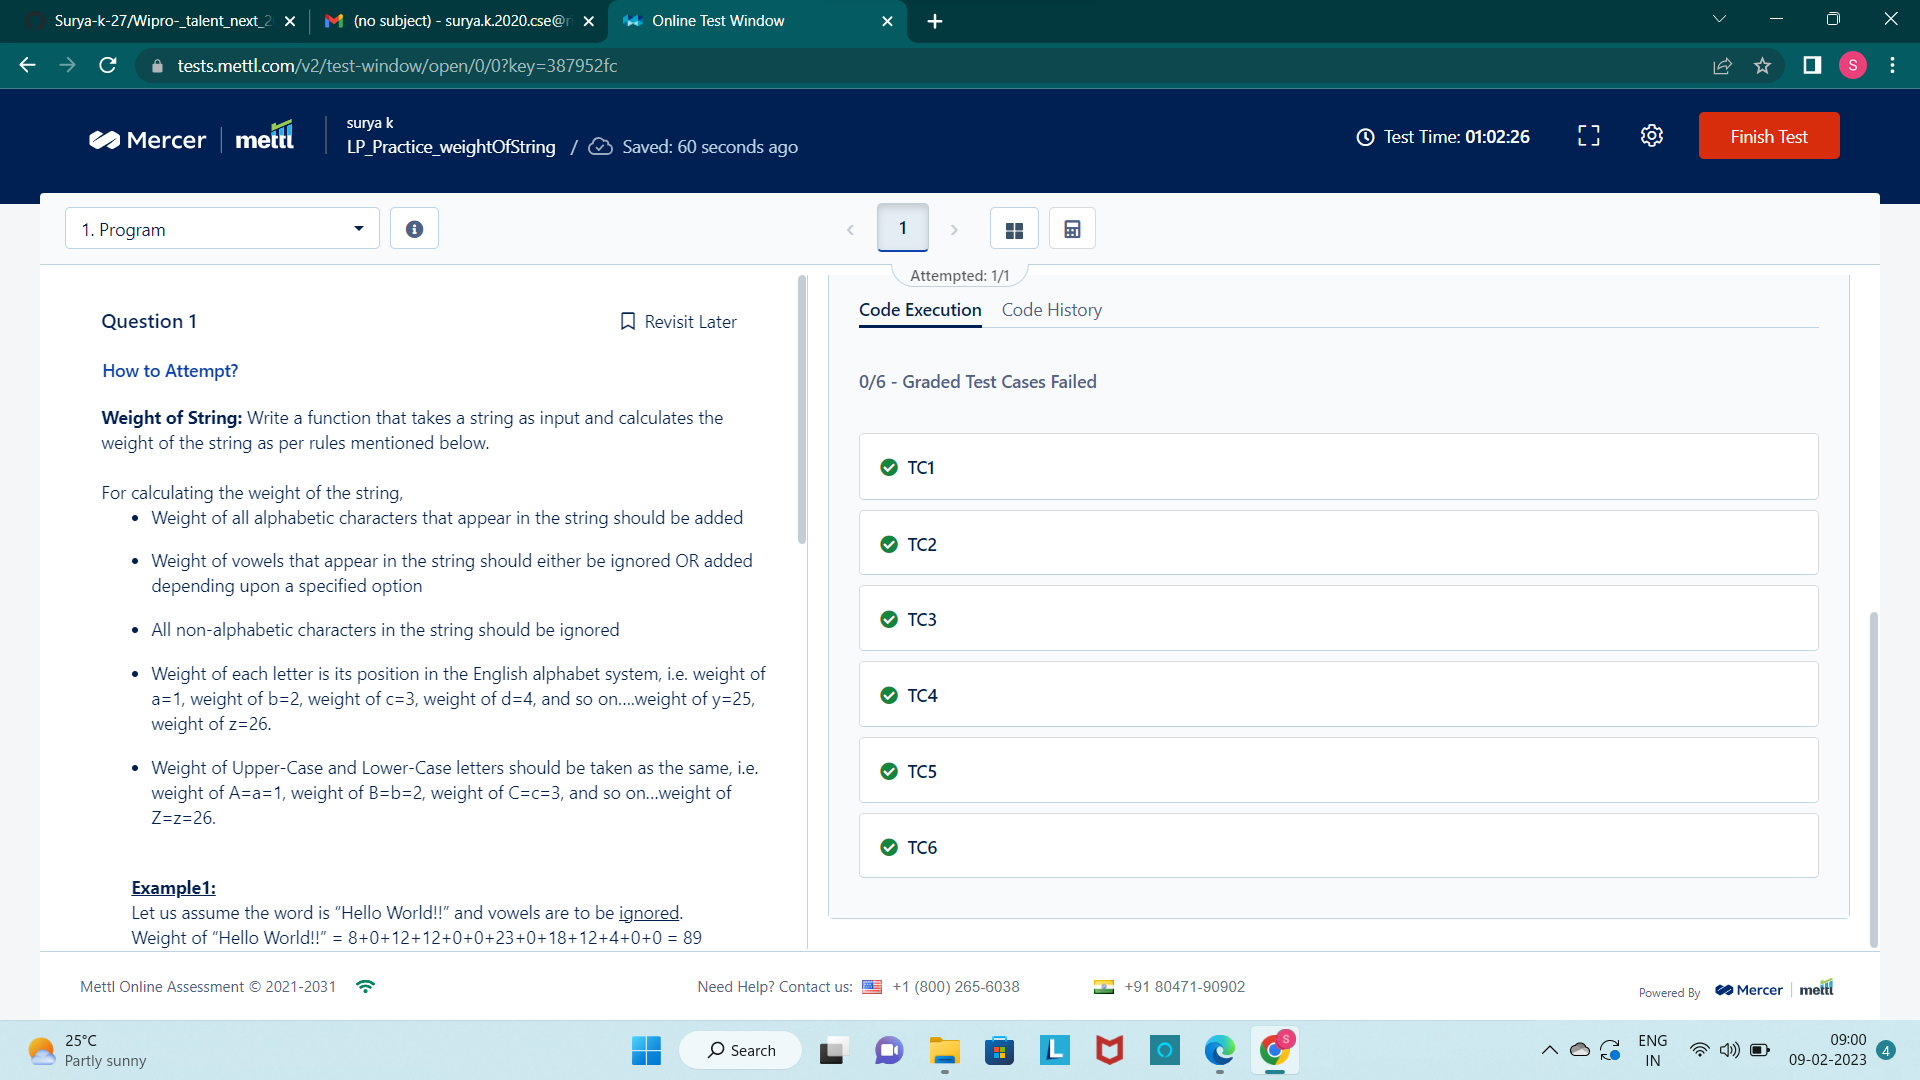 Surya-k-27/Wipro-_talent_next_2
(no subject) - surya.k.2020.cse@r
Online Test Window
tests.mettl.com/v2/test-window/open/0/0?key=387952fc
S
Mercer | mettl
surya k
LP_Practice_weightOfString / Saved: 60 seconds ago
Test Time: 01:02:26
Finish Test
1. Program
1
Attempted: 1/1
Question 1
Revisit Later
How to Attempt?
Weight of String: Write a function that takes a string as input and calculates the
weight of the string as per rules mentioned below.
For calculating the weight of the string,
• Weight of all alphabetic characters that appear in the string should be added
• Weight of vowels that appear in the string should either be ignored OR added
depending upon a specified option
• All non-alphabetic characters in the string should be ignored
• Weight of each letter is its position in the English alphabet system, i.e. weight of
a=1, weight of b=2, weight of c=3, weight of d=4, and so on....weight of y=25,
weight of z=26.
• Weight of Upper-Case and Lower-Case letters should be taken as the same, i.e.
weight of A=a=1, weight of B=b=2, weight of C=c=3, and so on...weight of
Z=z=26.
Example1:
Let us assume the word is “Hello World!!” and vowels are to be ignored.
Weight of “Hello World!!” = 8+0+12+12+0+0+23+0+18+12+4+0+0 = 89
Code Execution
Code History
0/6 - Graded Test Cases Failed
TC1
TC2
TC3
TC4
TC5
TC6
Mettl Online Assessment © 2021-2031
Need Help? Contact us: +1 (800) 265-6038
+91 80471-90902
Powered By Mercer | mettl
25°C
Partly sunny
Search
L
S
ENG
IN
09:00
09-02-2023
4